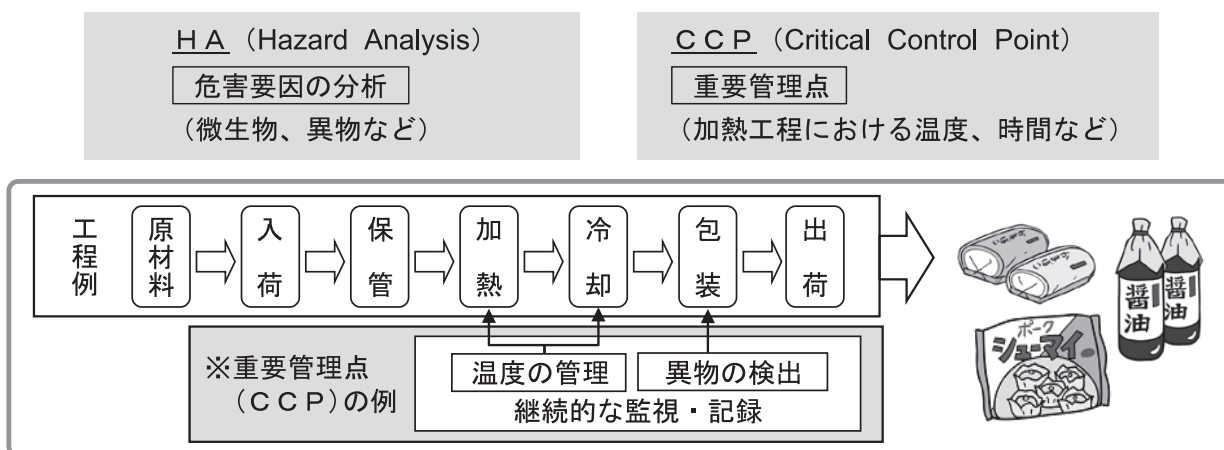 ＨＡ（Hazard Analysis）
危害要因の分析
（微生物、異物など）
ＣＣＰ（Critical Control Point）
重要管理点
（加熱工程における温度、時間など）
工程例
原材料
入荷
保管
加熱
冷却
包装
出荷
※重要管理点
（ＣＣＰ）の例
温度の管理
異物の検出
継続的な監視・記録
醤油
醤油
ポーク
シューマイ